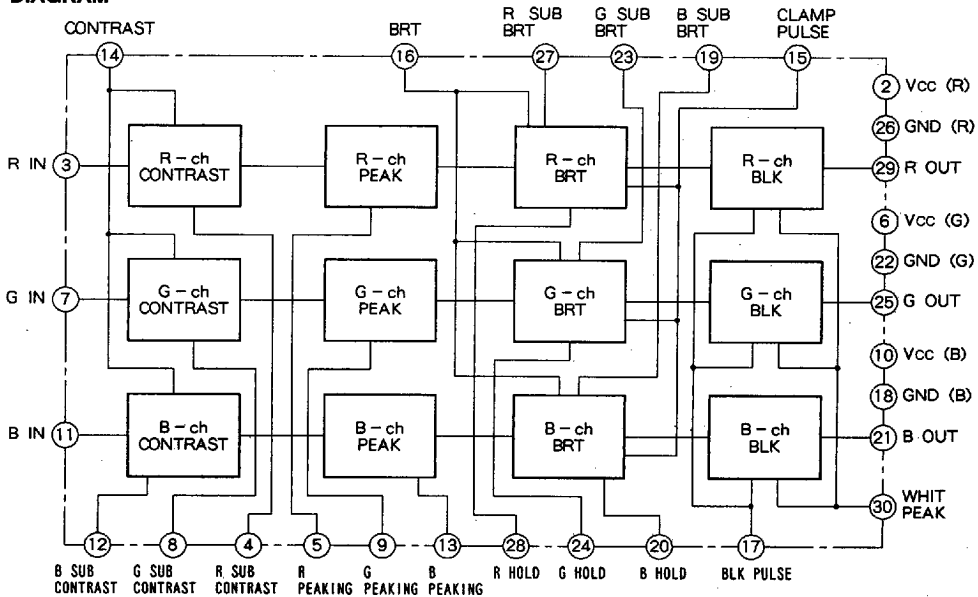 DIAGRAM
CONTRAST
BRT
R SUB
BRT
G SUB
BRT
B SUB
BRT
CLAMP
PULSE
14
16
27
23
19
15
2 Vcc (R)
26 GND (R)
R IN 3
R-ch
CONTRAST
R-ch
PEAK
R-ch
BRT
R-ch
BLK
29 R OUT
6 Vcc (G)
22 GND (G)
G IN 7
G-ch
CONTRAST
G-ch
PEAK
G-ch
BRT
G-ch
BLK
25 G OUT
10 Vcc (B)
18 GND (B)
B IN 11
B-ch
CONTRAST
B-ch
PEAK
B-ch
BRT
B-ch
BLK
21 B OUT
30 WHIT
PEAK
12
8
4
5
9
13
28
24
20
17
B SUB
CONTRAST
G SUB
CONTRAST
R SUB
CONTRAST
R
PEAKING
G
PEAKING
B
PEAKING
R HOLD
G HOLD
B HOLD
BLK PULSE